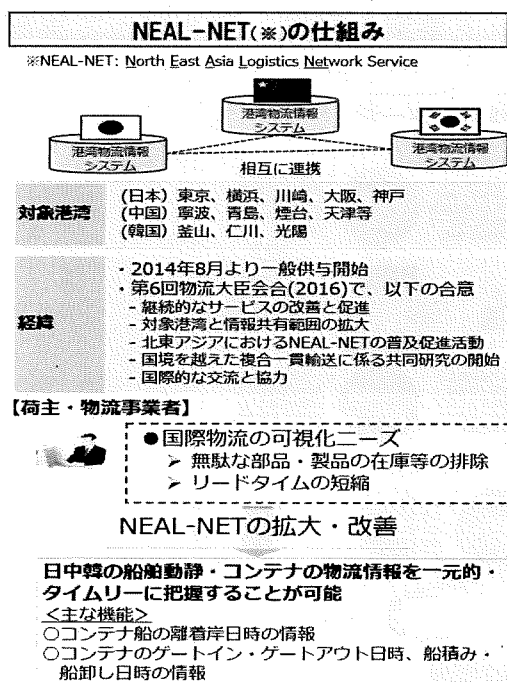 NEAL-NET(※)の仕組み
※NEAL-NET: North East Asia Logistics Network Service
港湾物流情報
システム
港湾物流情報
システム
港湾物流情報
システム
相互に連携
対象港湾
(日本) 東京、横浜、川崎、大阪、神戸
(中国) 寧波、青島、煙台、天津等
(韓国) 釜山、仁川、光陽
経緯
・2014年8月より一般供与開始
・第6回物流大臣会合(2016)で、以下の合意
- 継続的なサービスの改善と促進
- 対象港湾と情報共有範囲の拡大
- 北東アジアにおけるNEAL-NETの普及促進活動
- 国境を越えた複合一貫輸送に係る共同研究の開始
- 国際的な交流と協力
【荷主・物流事業者】
●国際物流の可視化ニーズ
➢ 無駄な部品・製品の在庫等の排除
➢ リードタイムの短縮
NEAL-NETの拡大・改善
日中韓の船舶動静・コンテナの物流情報を一元的・
タイムリーに把握することが可能
<主な機能>
○コンテナ船の離着岸日時の情報
○コンテナのゲートイン・ゲートアウト日時、船積み・
船卸し日時の情報